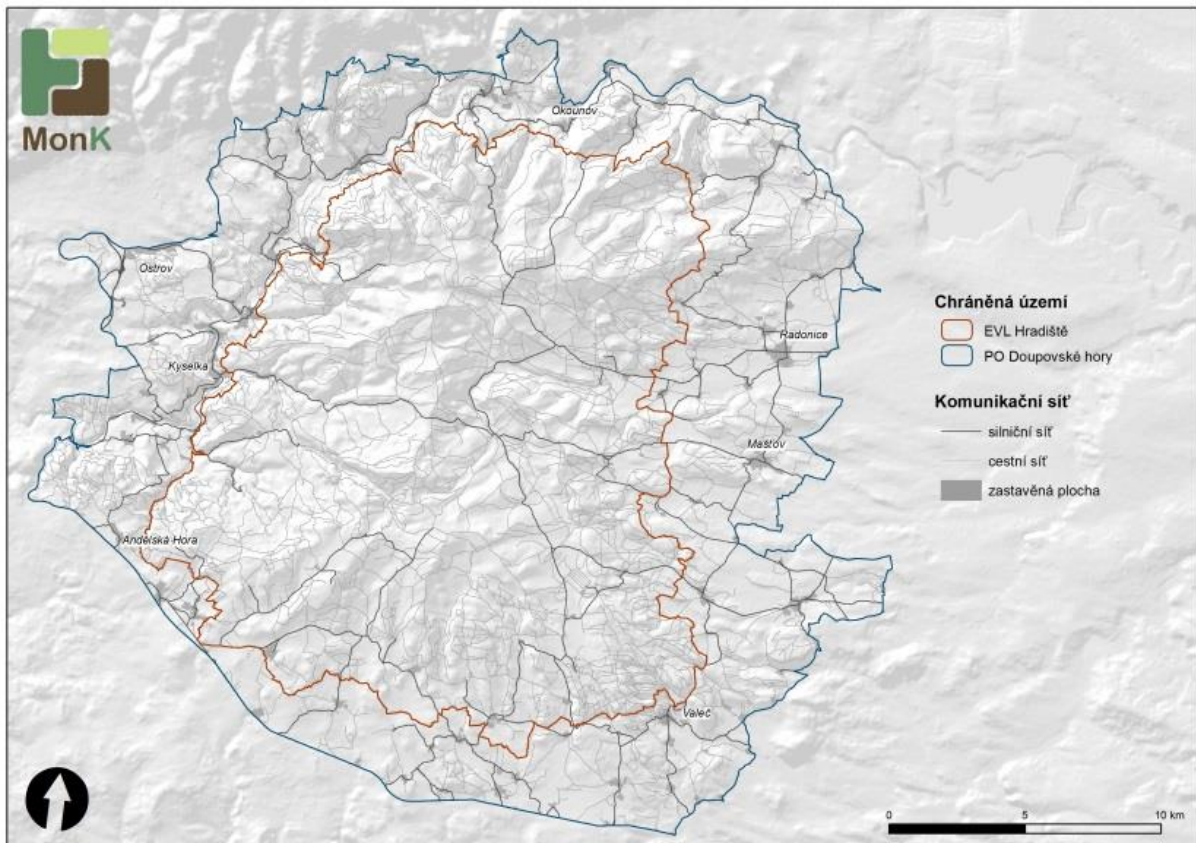 MonK
Okounov
Ostrov
Radonice
Kyselka
Mašťov
Andělská Hora
Valeč
Chráněná území
EVL Hradiště
PO Doupovské hory
Komunikační síť
silniční síť
cestní síť
zastavěná plocha
0 5 10 km